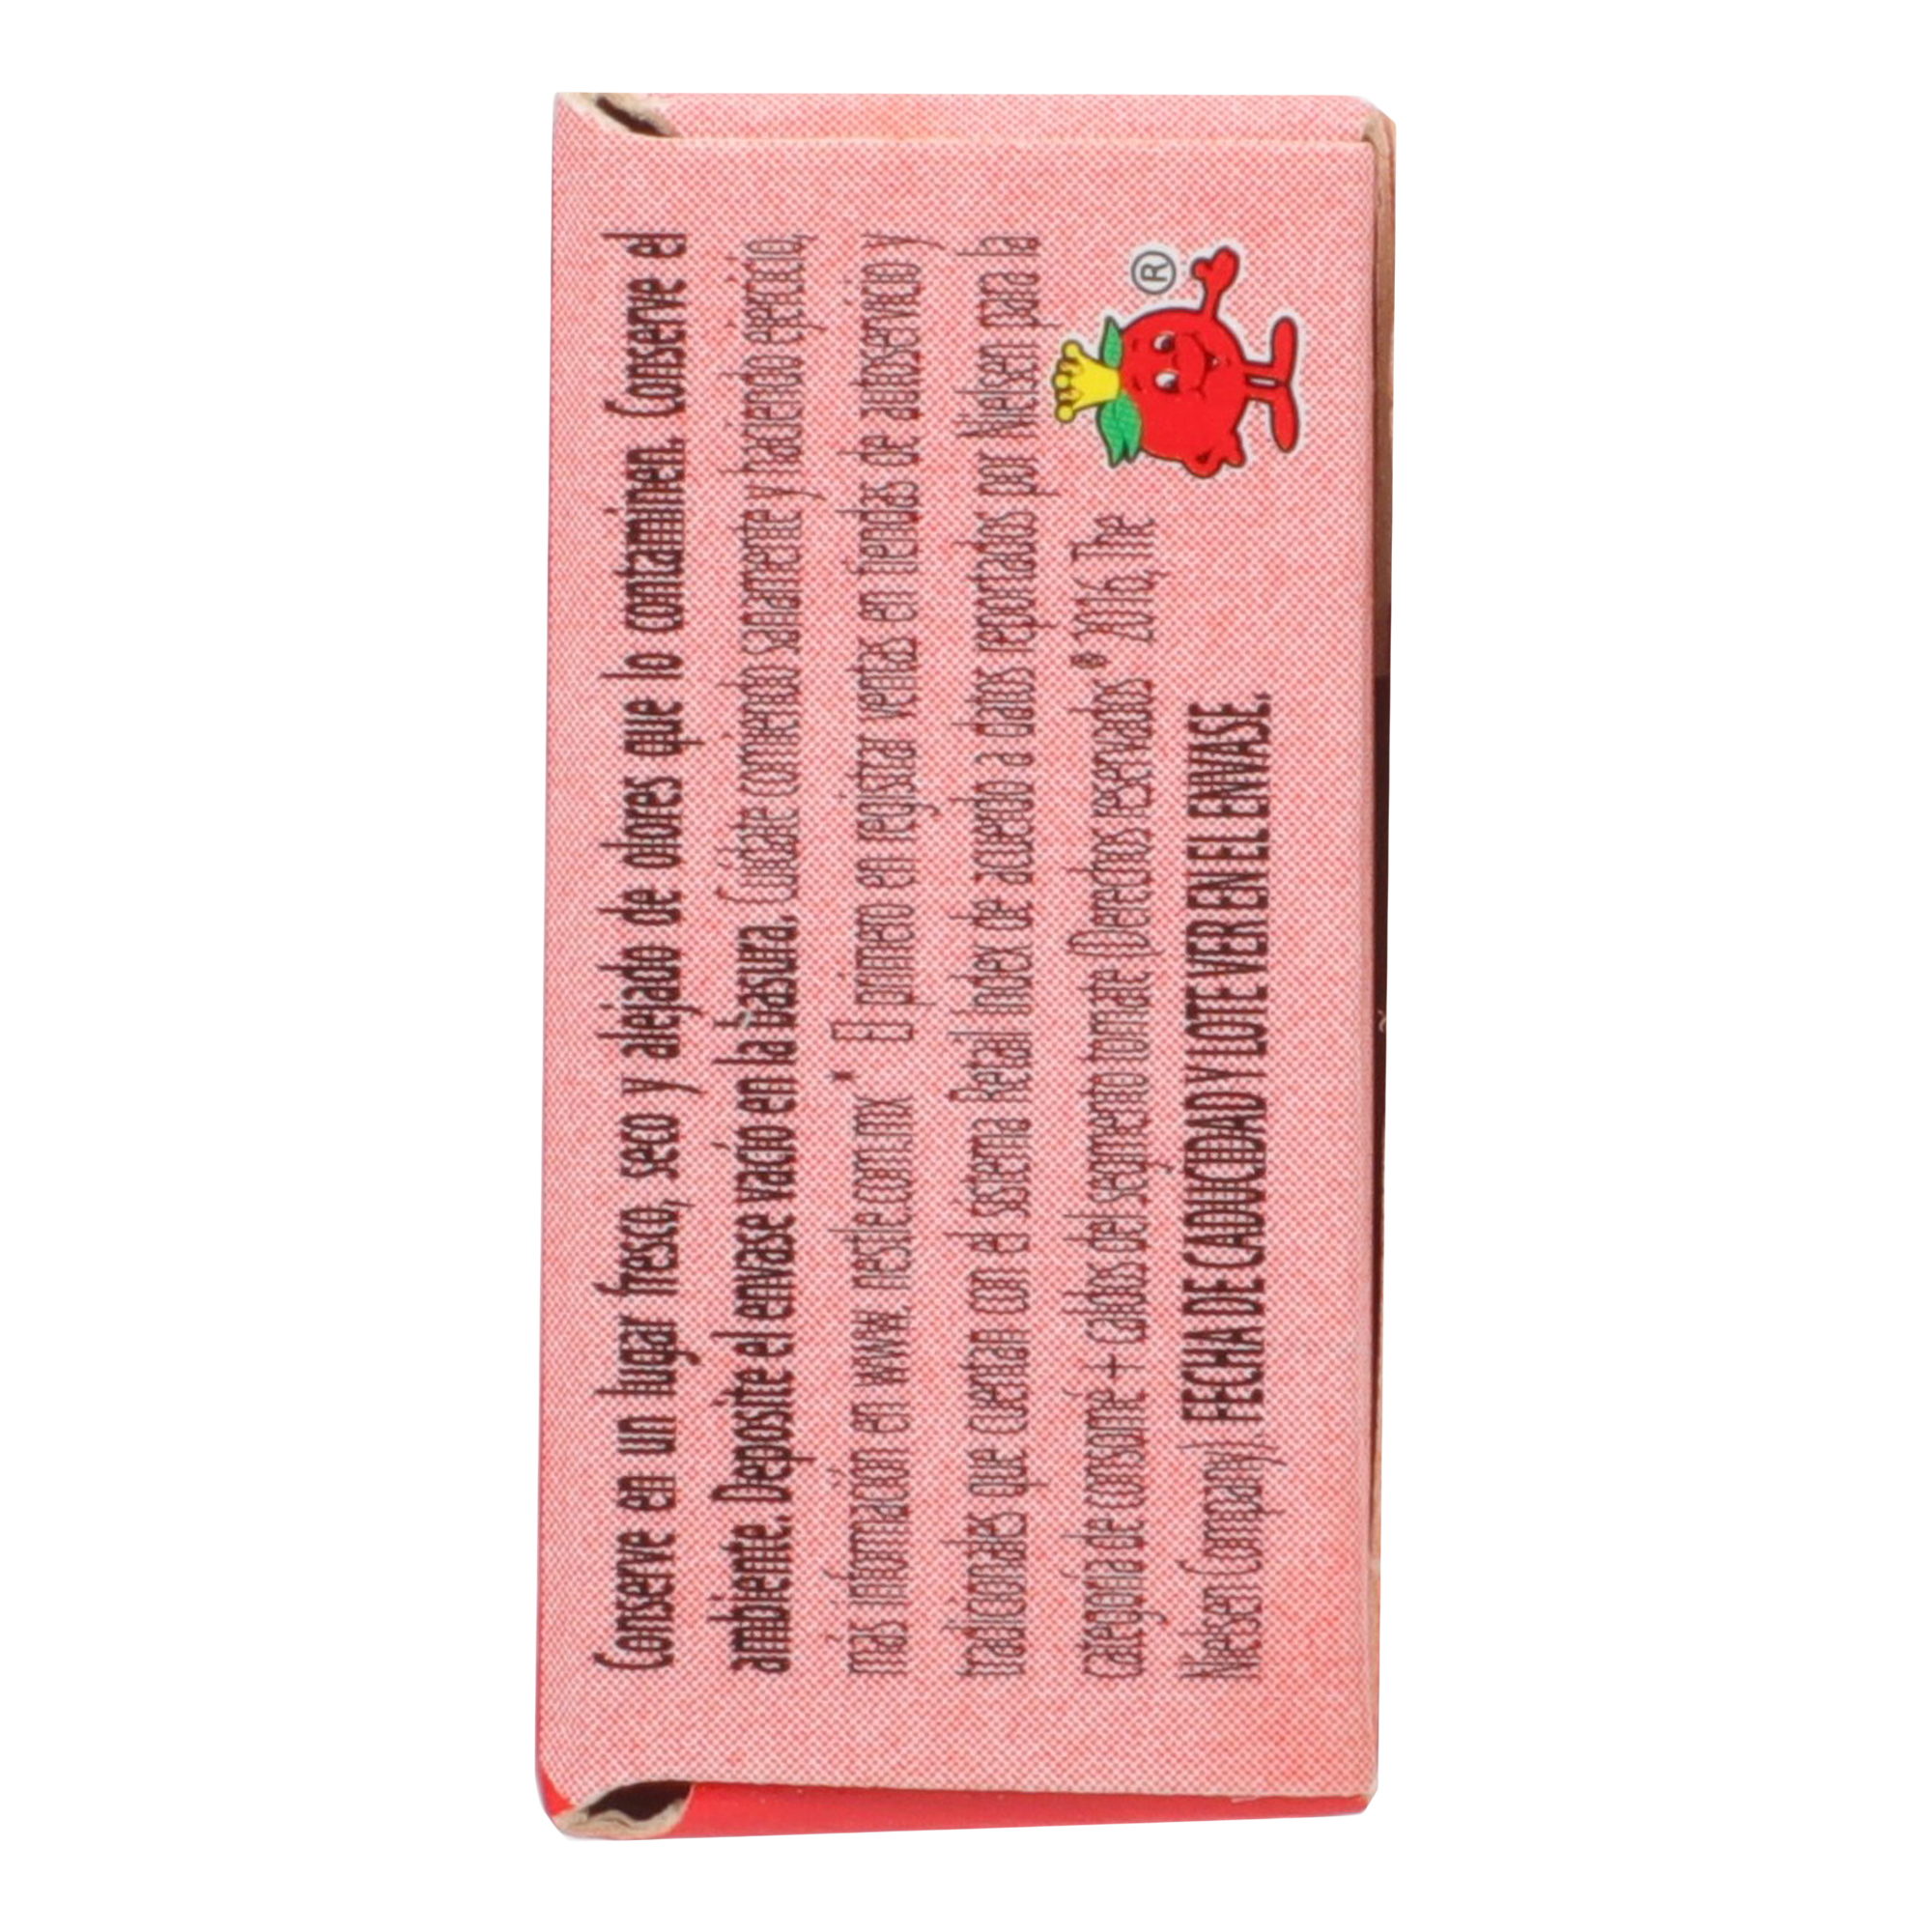 Conserve en un lugar fresco, seco y alejado de olores que lo contaminen. Conserve el
ambiente. Deposite el envase vacío en la basura. Cuídate comiendo sanamente y haciendo ejercicio,
más información en www. nestle.com.mx * El primero en registrar ventas en tiendas de autoservicio y
tradicionales que cuentan con el sistema Retail Index de acuerdo a datos reportados por Nielsen para la
categoría de consomé + caldos del segmento tomate Derechos reservados © 2016, The
Nielsen Company). FECHA DE CADUCIDAD Y LOTE VER EN EL ENVASE.
®